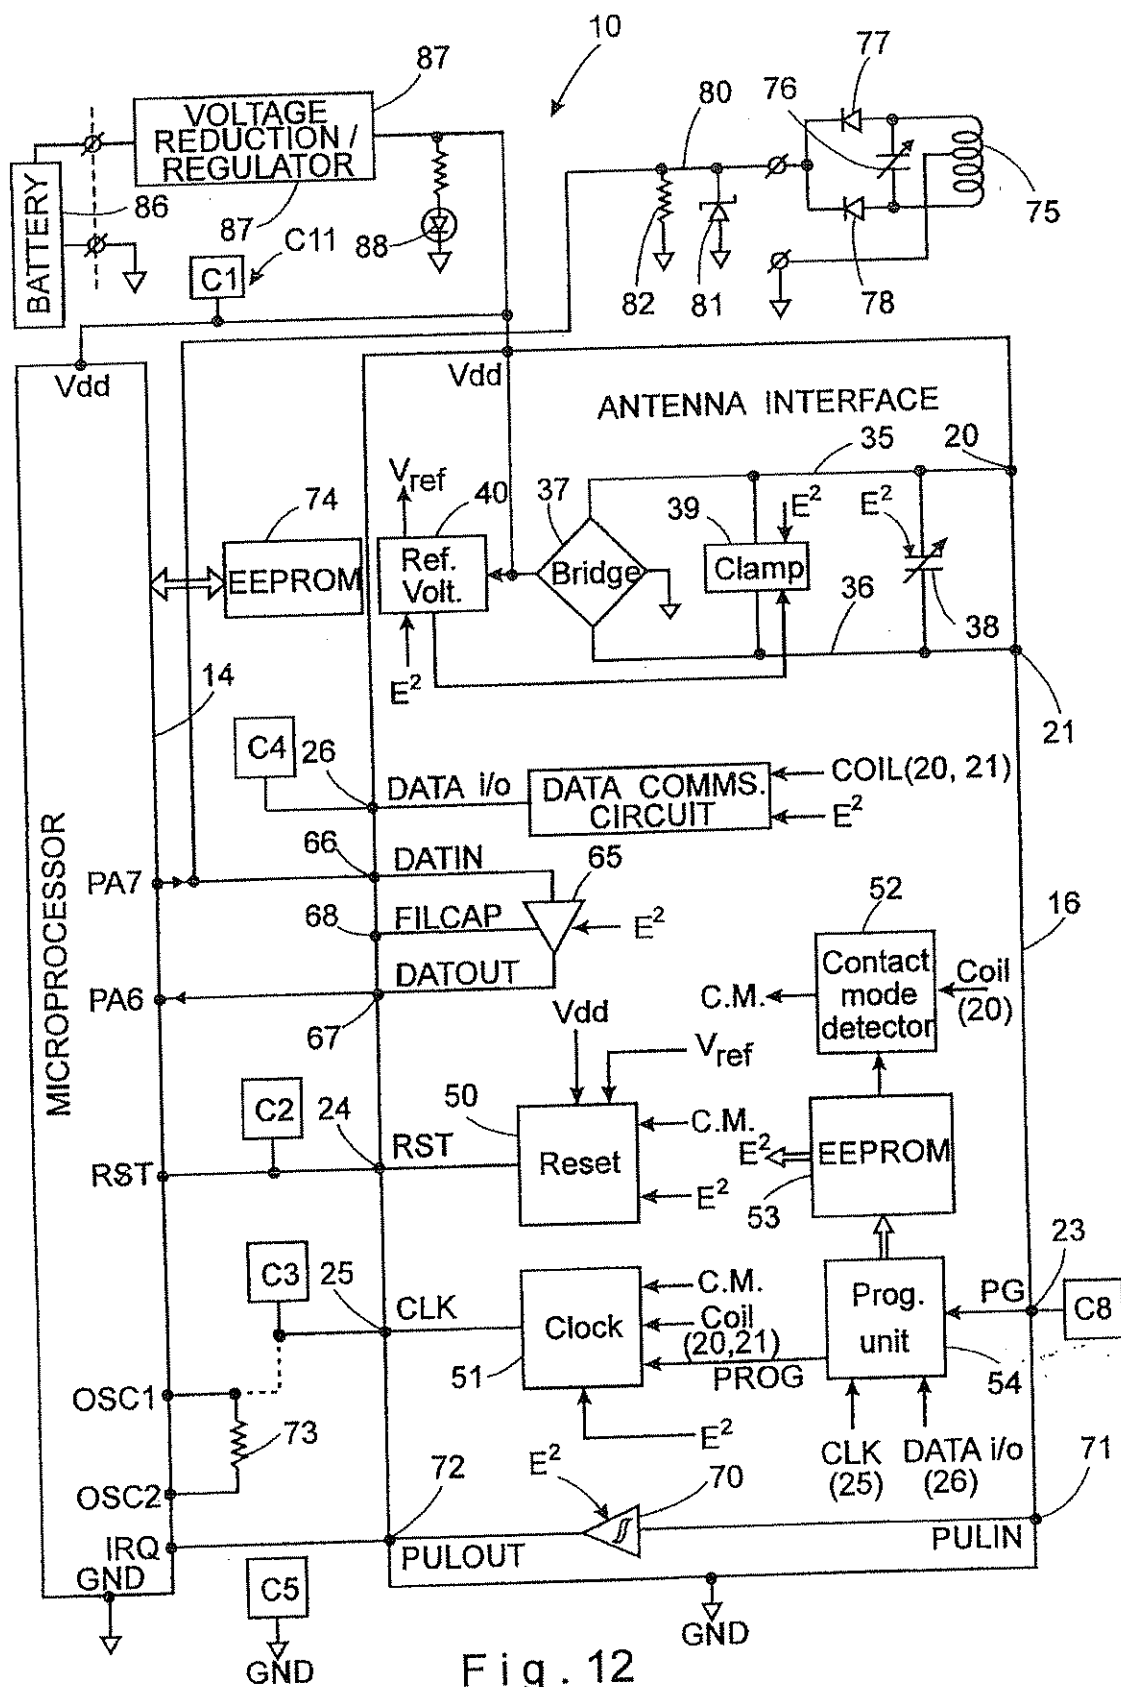 10
87
77
76
80
VOLTAGE
REDUCTION /
REGULATOR
BATTERY
86
87
88
75
82
81
78
C1
C11
Vdd
Vdd
ANTENNA INTERFACE
35
20
Vref
40
37
39
E²
E²
74
EEPROM
Ref.
Volt.
Bridge
Clamp
36
38
E²
14
21
C4
26
DATA i/o
DATA COMMS.
CIRCUIT
COIL(20, 21)
E²
MICROPROCESSOR
66
DATIN
65
PA7
68
FILCAP
E²
52
16
DATOUT
PA6
67
Contact
mode
detector
C.M.
Coil
(20)
Vdd
Vref
C2
24
50
C.M.
RST
RST
Reset
E²
E²
EEPROM
53
C3
25
CLK
Clock
C.M.
Coil
(20,21)
PROG
51
Prog.
unit
23
PG
C8
54
OSC1
73
E²
CLK
(25)
DATA i/o
(26)
71
OSC2
72
E²
70
IRQ
PULOUT
PULIN
GND
C5
GND
GND
Fig. 12